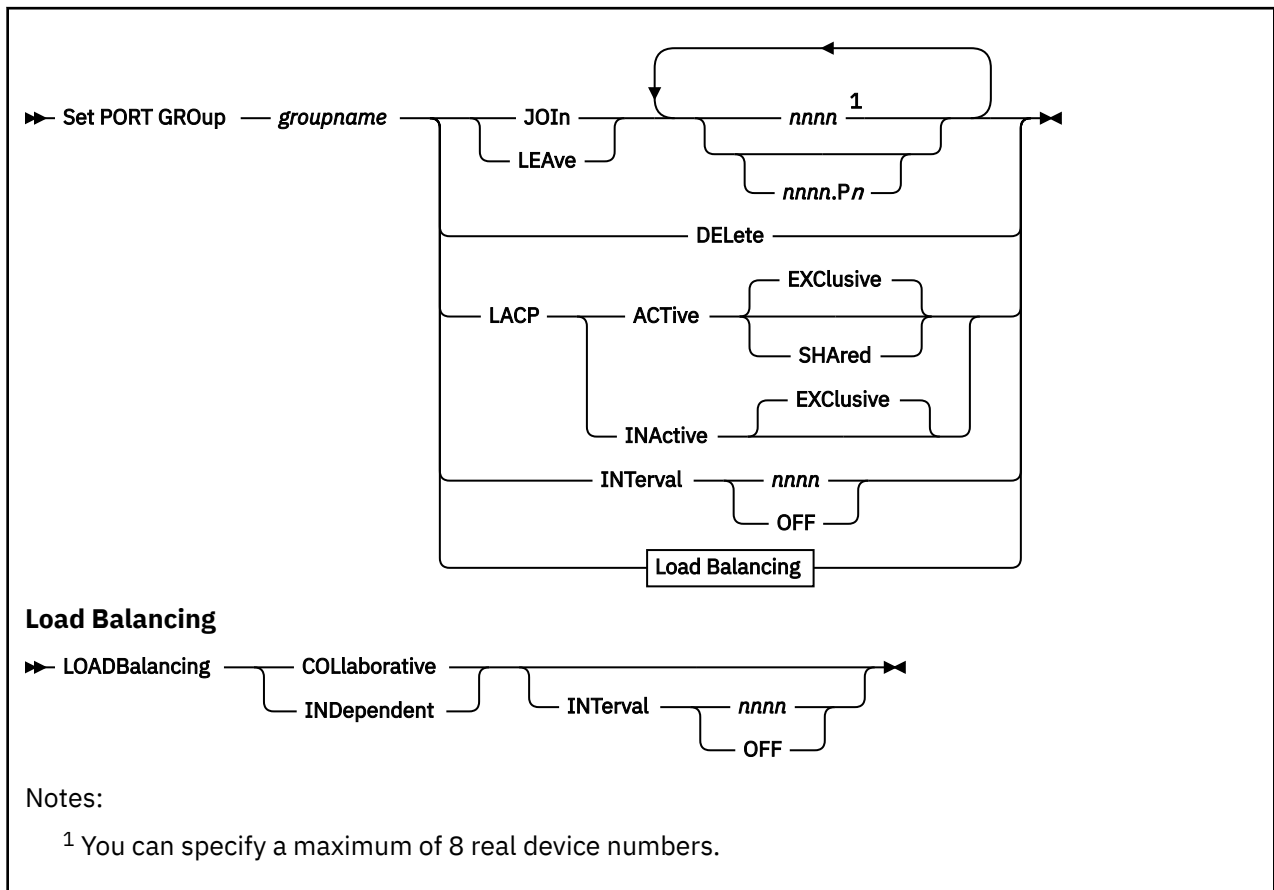 Set PORT GROup groupname JOIn nnnn 1
LEAve nnnn.Pn
DELete
LACP ACTive EXClusive
SHAred
INActive EXClusive
INTerval nnnn
OFF
Load Balancing
Load Balancing
LOADBalancing COLlaborative
INDependent INTerval nnnn
OFF
Notes:
1 You can specify a maximum of 8 real device numbers.